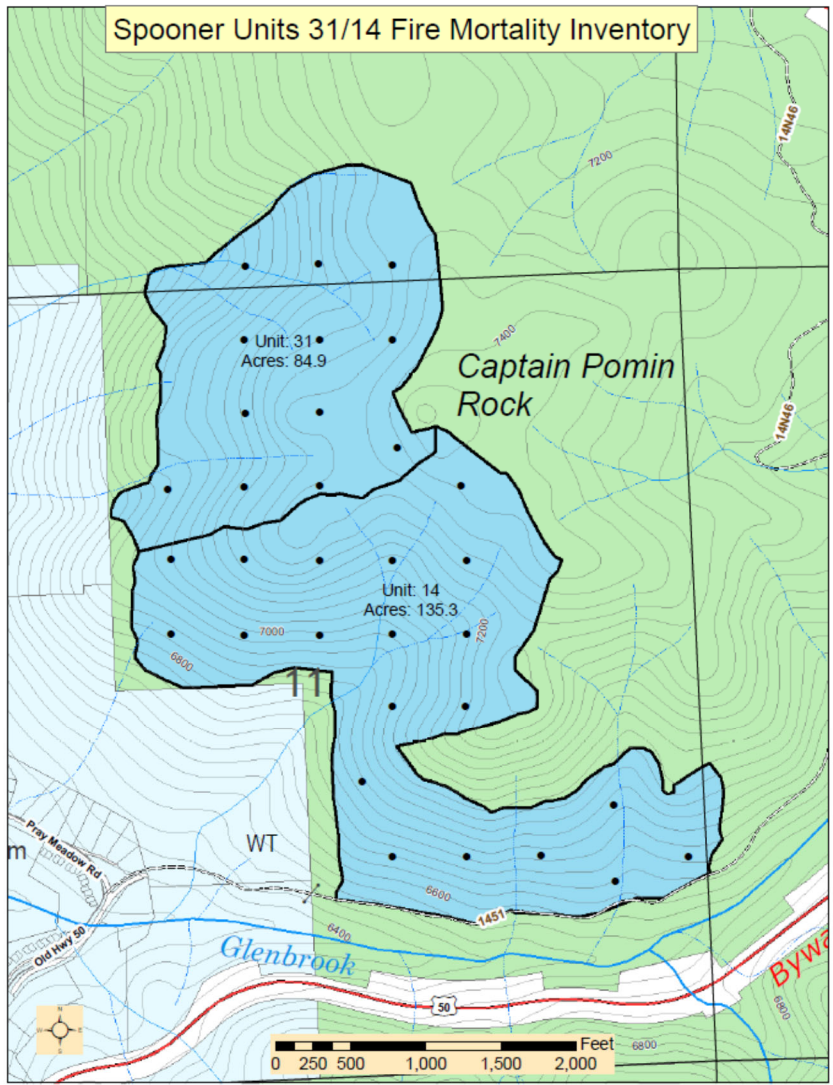 Spooner Units 31/14 Fire Mortality Inventory
14N46
7200
7400
Unit: 31
Acres: 84.9
Captain Pomin
Rock
14N46
Unit: 14
Acres: 135.3
7000
7200
6800
11
Pray Meadow Rd
m
WT
6600
1451
Old Hwy 50
6400
Glenbrook
Bywa
50
6800
N
W E
S
Feet
6800
0 250 500 1,000 1,500 2,000